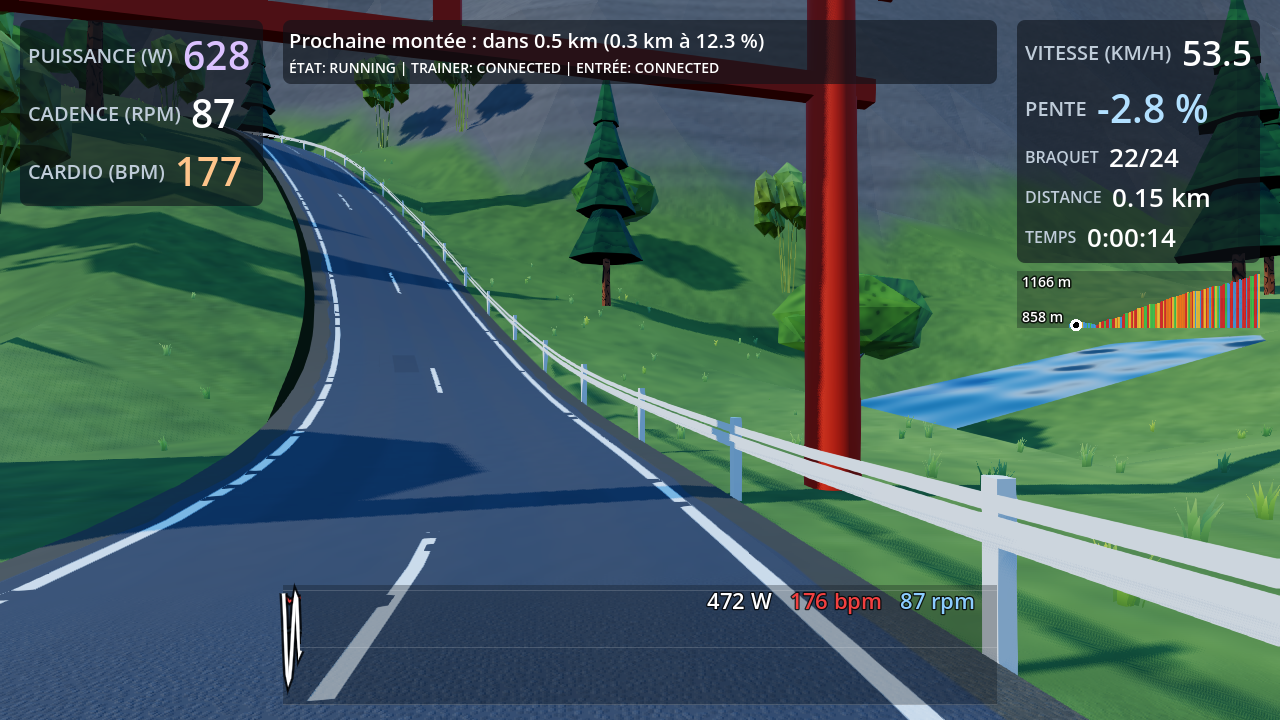 PUISSANCE (W) 628
CADENCE (RPM) 87
CARDIO (BPM) 177
Prochaine montée : dans 0.5 km (0.3 km à 12.3 %)
ÉTAT: RUNNING | TRAINER: CONNECTED | ENTRÉE: CONNECTED
VITESSE (KM/H) 53.5
PENTE -2.8 %
BRAQUET 22/24
DISTANCE 0.15 km
TEMPS 0:00:14
1166 m
858 m
472 W 176 bpm 87 rpm